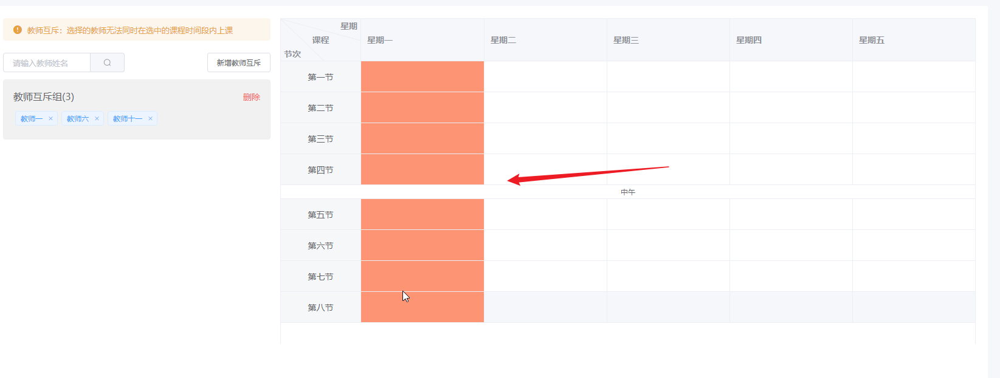 教师互斥：选择的教师无法同时在选中的课程时间段内上课
请输入教师姓名
新增教师互斥
教师互斥组(3)
删除
教师一 ×
教师六 ×
教师十一 ×
星期
课程
节次
星期一
星期二
星期三
星期四
星期五
第一节
第二节
第三节
第四节
中午
第五节
第六节
第七节
第八节